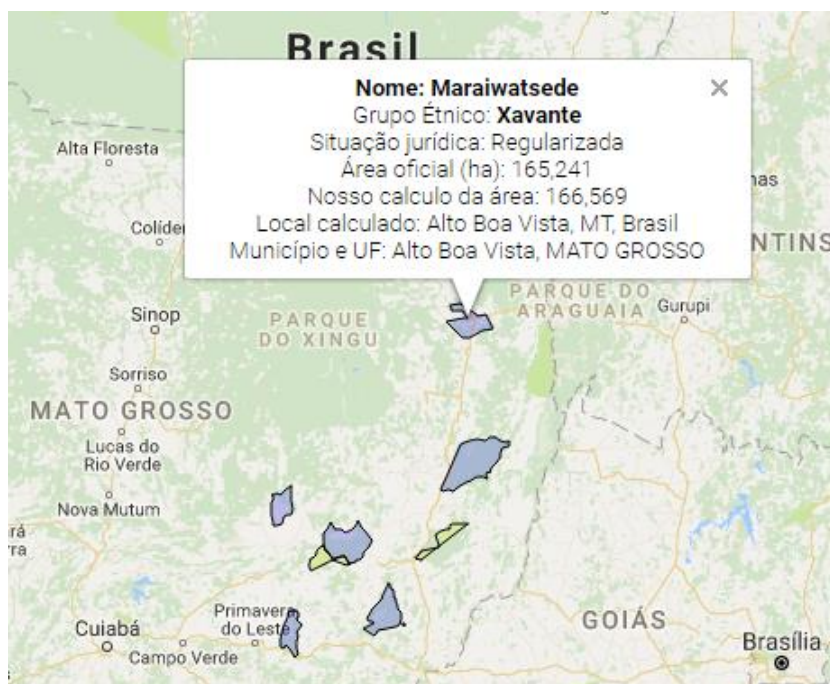 Brasil
Nome: Maraiwatsede
Grupo Étnico: Xavante
Situação jurídica: Regularizada
Área oficial (ha): 165,241
Nosso calculo da área: 166,569
Local calculado: Alto Boa Vista, MT, Brasil
Município e UF: Alto Boa Vista, MATO GROSSO
Alta Floresta
Sinop
PARQUE
DO XINGU
PARQUE DO
ARAGUAIA
Gurupi
Sorriso
MATO GROSSO
Lucas do
Rio Verde
Nova Mutum
Primavera
do Leste
Cuiabá
Campo Verde
GOIÁS
Brasília